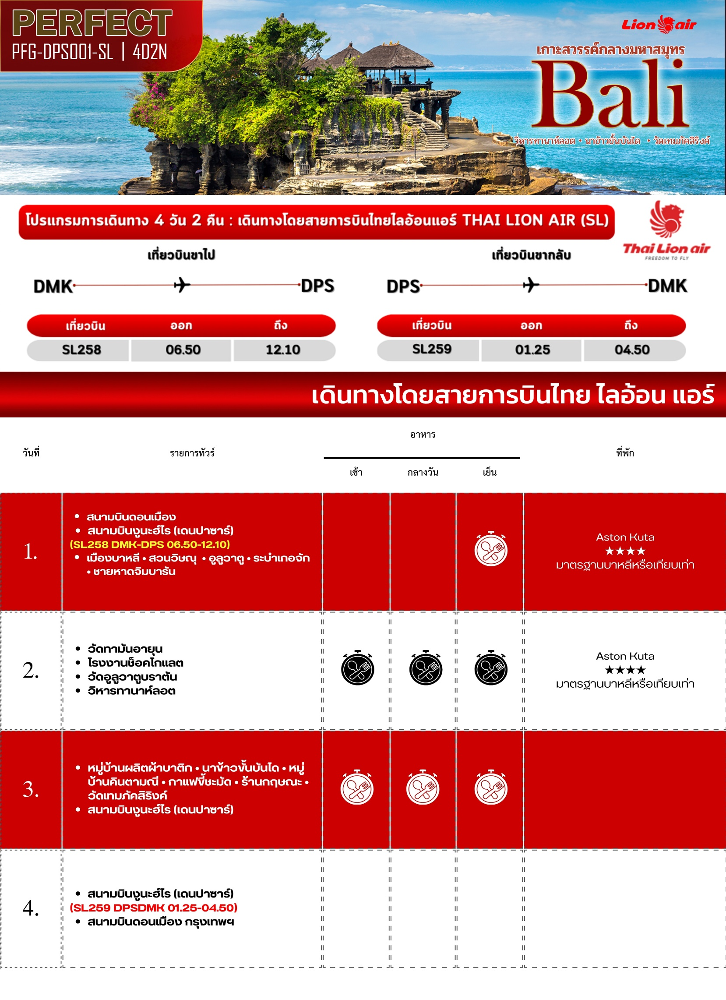 PERFECT
PFG-DPS001-SL | 4D2N
Lion air
เกาะสวรรค์กลางมหาสมุทร
Bali
วิหารทานาห์ลอต • นาข้าวขั้นบันได • วัดเทมภัคสิริงค์
โปรแกรมการเดินทาง 4 วัน 2 คืน : เดินทางโดยสายการบินไทยไลอ้อนแอร์ THAI LION AIR (SL)
Thai Lion air
FREEDOM TO FLY
เที่ยวบินขาไป
เที่ยวบินขากลับ
DMK DPS
DPS DMK
เที่ยวบิน ออก ถึง
เที่ยวบิน ออก ถึง
SL258 06.50 12.10
SL259 01.25 04.50
เดินทางโดยสายการบินไทย ไลอ้อน แอร์
อาหาร
วันที่ รายการทัวร์ ที่พัก
เช้า กลางวัน เย็น
1.
• สนามบินดอนเมือง
• สนามบินงูนะฮ์ไร (เดนปาซาร์)
(SL258 DMK-DPS 06.50-12.10)
• เมืองบาหลี • สวนวิษณุ • อูลูวาตู • ระบำเกอจัก
• ชายหาดจิมบารัน
Aston Kuta
★★★★
มาตรฐานบาหลีหรือเทียบเท่า
2.
• วัดทามันอายุน
• โรงงานช็อคโกแลต
• วัดอูลูวาตูบราตัน
• วิหารทานาห์ลอต
Aston Kuta
★★★★
มาตรฐานบาหลีหรือเทียบเท่า
3.
• หมู่บ้านผลิตผ้าบาติก • นาข้าวขั้นบันได • หมู่
บ้านคินตามณี • กาแฟขี้ชะมัด • ร้านกฤษณะ •
วัดเทมภัคสิริงค์
• สนามบินงูนะฮ์ไร (เดนปาซาร์)
4.
• สนามบินงูนะฮ์ไร (เดนปาซาร์)
(SL259 DPSDMK 01.25-04.50)
• สนามบินดอนเมือง กรุงเทพฯ